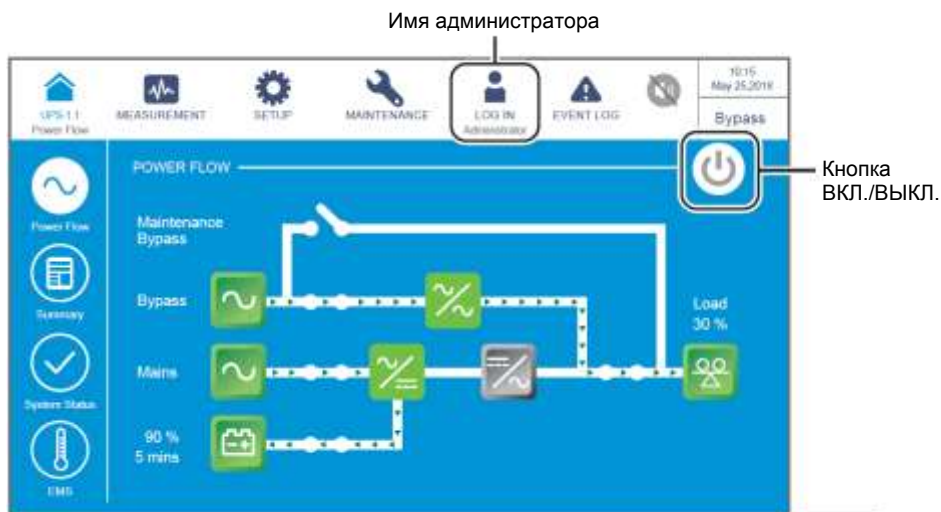 Имя администратора
10:15
May 25,2018
UPS-1.1
Power Flow
MEASUREMENT
SETUP
MAINTENANCE
LOG IN
Administrator
EVENT LOG
Bypass
POWER FLOW
Кнопка
ВКЛ./ВЫКЛ.
Power Flow
Maintenance
Bypass
Summary
Bypass
Load
30 %
System Status
Mains
90 %
5 mins
EMS